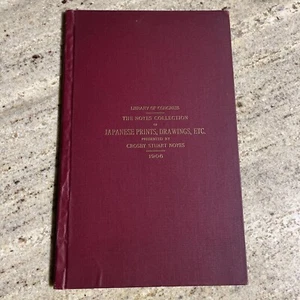 LIBRARY OF CONGRESS
THE NOYES COLLECTION
OF
JAPANESE PRINTS, DRAWINGS, ETC.
PRESENTED BY
CROSBY STUART NOYES
1906